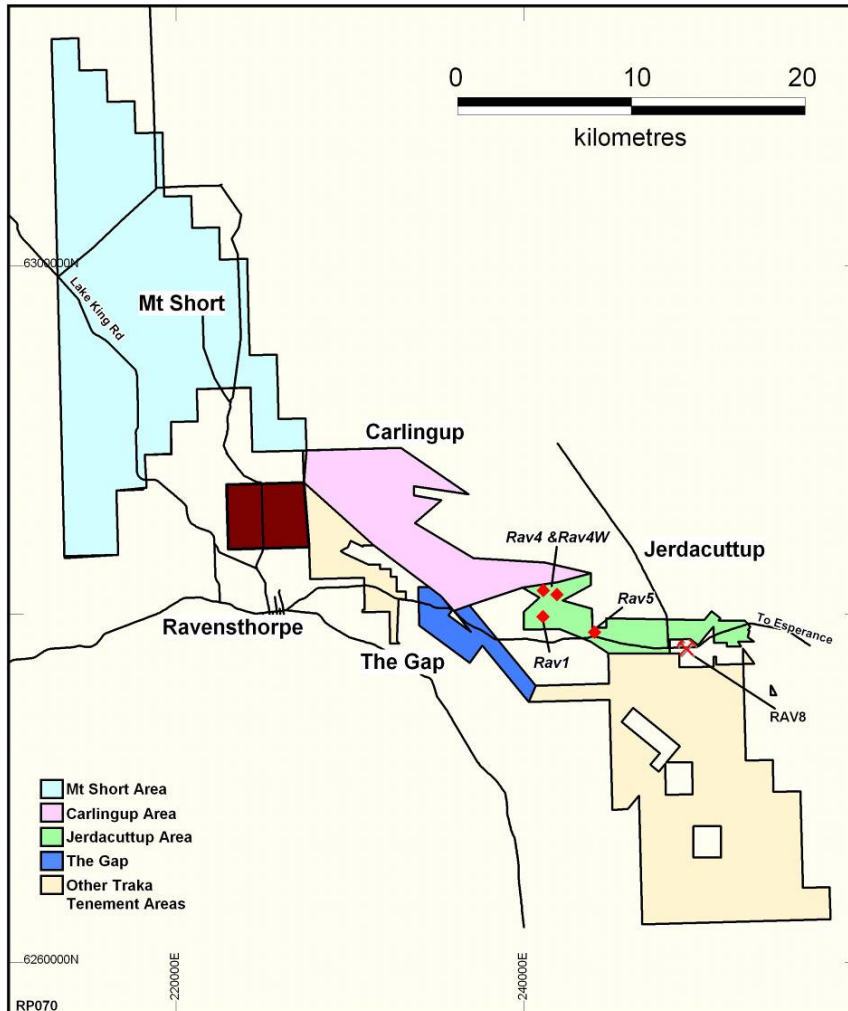 0 10 20
kilometres
6300000N
Lake King Rd
Mt Short
Carlingup
Rav4 &Rav4W
Jerdacuttup
Rav5
To Esperance
Ravensthorpe
The Gap
Rav1
RAV8
Mt Short Area
Carlingup Area
Jerdacuttup Area
The Gap
Other Traka
Tenement Areas
6260000N
220000E
240000E
RP070